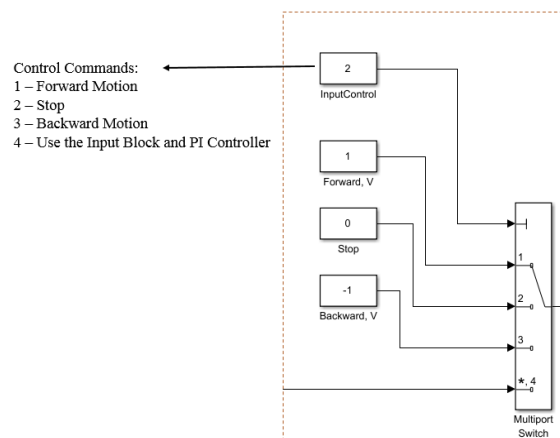 Control Commands:
1 – Forward Motion
2 – Stop
3 – Backward Motion
4 – Use the Input Block and PI Controller
2
InputControl
1
Forward, V
0
Stop
-1
Backward, V
1
2
3
*, 4
Multiport
Switch